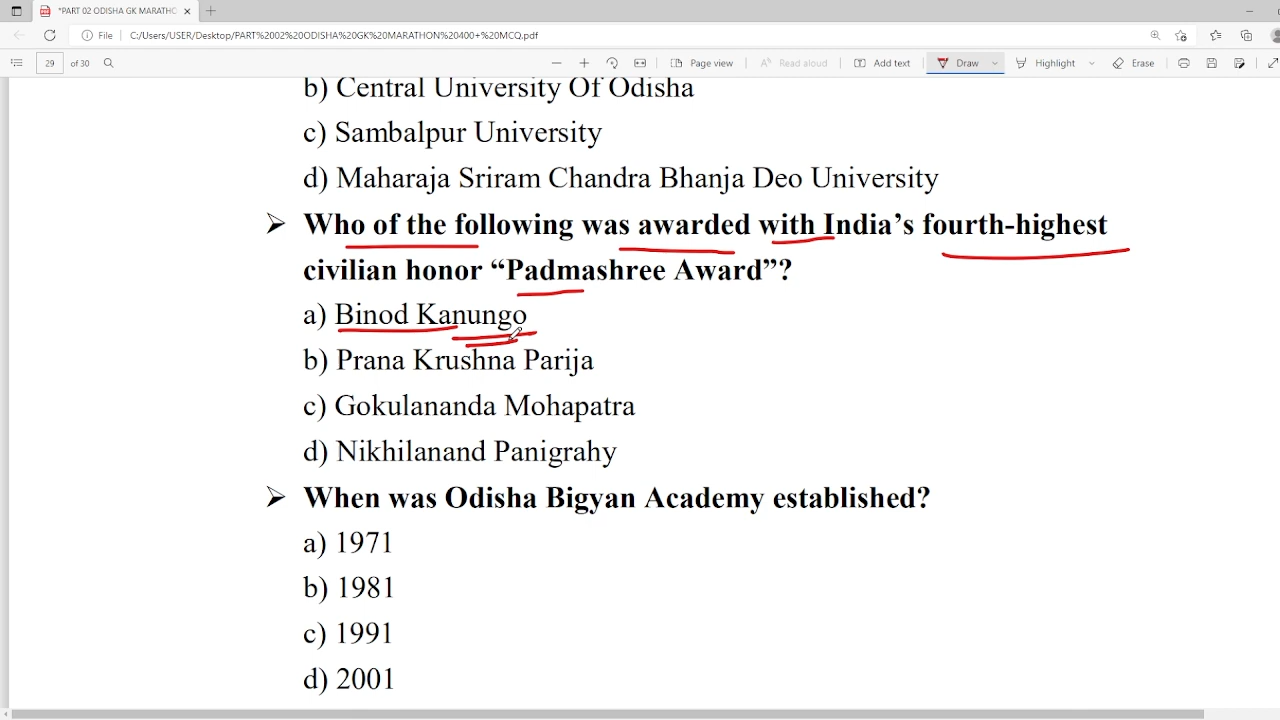 *PART 02 ODISHA GK MARATHO
File C:/Users/USER/Desktop/PART%2002%20ODISHA%20GK%20MARATHON%20400+%20MCQ.pdf
29 of 30 Page view Read aloud Add text Draw Highlight Erase
b) Central University Of Odisha
c) Sambalpur University
d) Maharaja Sriram Chandra Bhanja Deo University
➢ Who of the following was awarded with India’s fourth-highest
civilian honor “Padmashree Award”?
a) Binod Kanungo
b) Prana Krushna Parija
c) Gokulananda Mohapatra
d) Nikhilanand Panigrahy
➢ When was Odisha Bigyan Academy established?
a) 1971
b) 1981
c) 1991
d) 2001